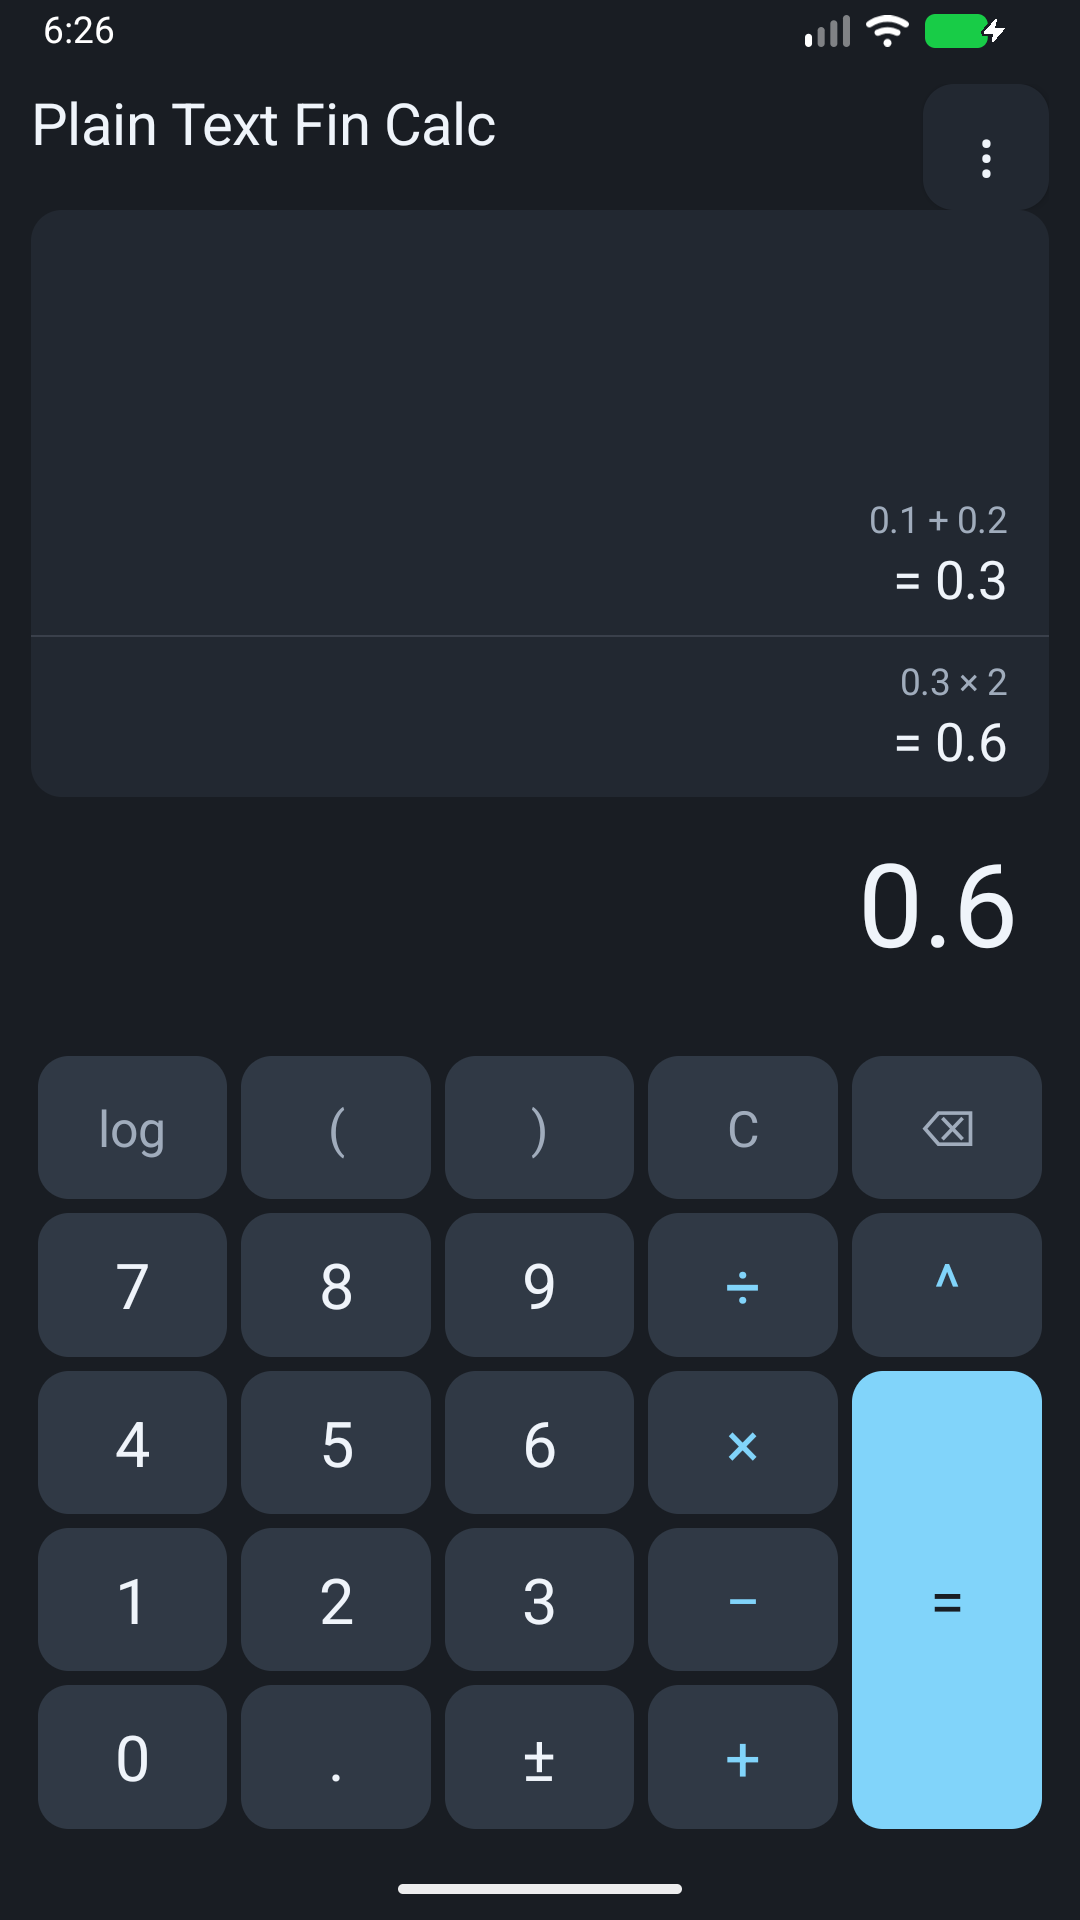 6:26
Plain Text Fin Calc
0.1 + 0.2
= 0.3
0.3 × 2
= 0.6
0.6
log ( ) C ⌫
7 8 9 ÷ ^
4 5 6 ×
1 2 3 − =
0 . ± +